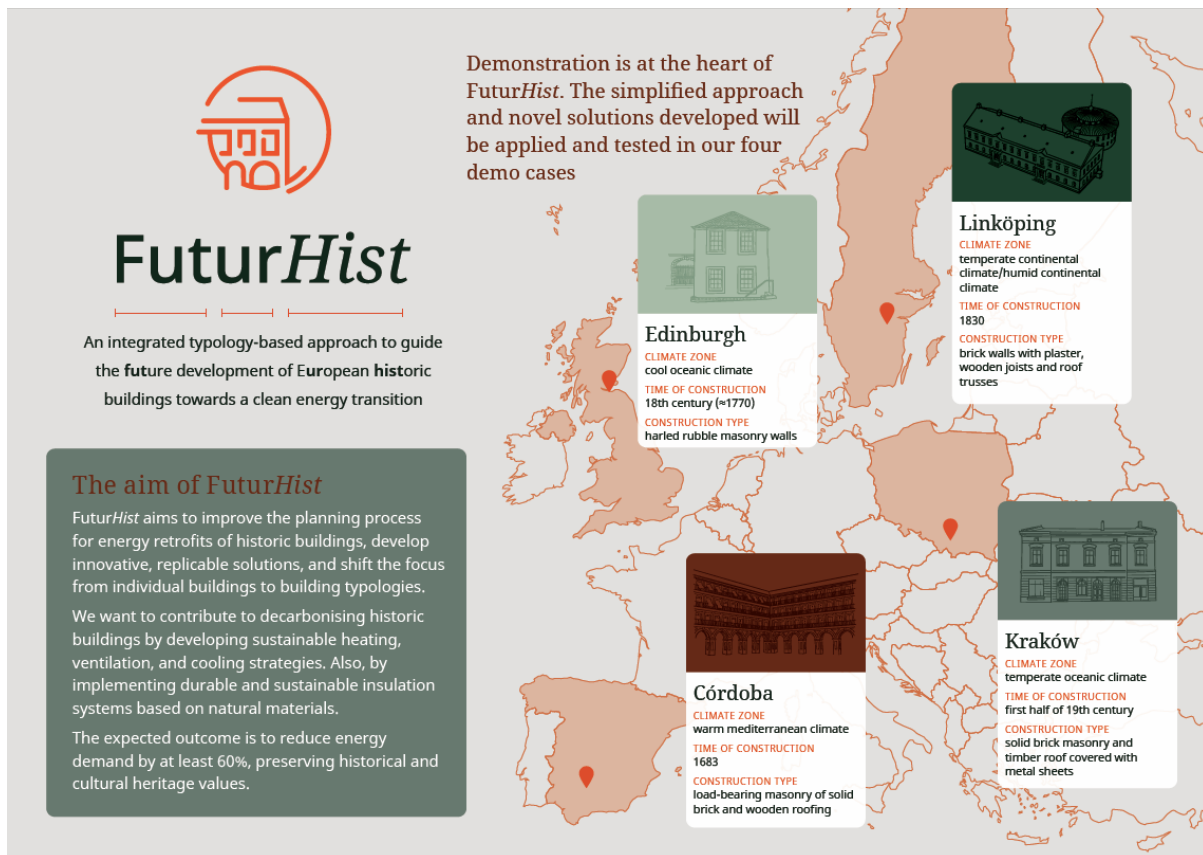 FuturHist
An integrated typology-based approach to guide
the future development of European historic
buildings towards a clean energy transition
The aim of FuturHist
FuturHist aims to improve the planning process
for energy retrofits of historic buildings, develop
innovative, replicable solutions, and shift the focus
from individual buildings to building typologies.
We want to contribute to decarbonising historic
buildings by developing sustainable heating,
ventilation, and cooling strategies. Also, by
implementing durable and sustainable insulation
systems based on natural materials.
The expected outcome is to reduce energy
demand by at least 60%, preserving historical and
cultural heritage values.
Demonstration is at the heart of
FuturHist. The simplified approach
and novel solutions developed will
be applied and tested in our four
demo cases
Edinburgh
CLIMATE ZONE
cool oceanic climate
TIME OF CONSTRUCTION
18th century (≈1770)
CONSTRUCTION TYPE
harled rubble masonry walls
Linköping
CLIMATE ZONE
temperate continental
climate/humid continental
climate
TIME OF CONSTRUCTION
1830
CONSTRUCTION TYPE
brick walls with plaster,
wooden joists and roof
trusses
Córdoba
CLIMATE ZONE
warm mediterranean climate
TIME OF CONSTRUCTION
1683
CONSTRUCTION TYPE
load-bearing masonry of solid
brick and wooden roofing
Kraków
CLIMATE ZONE
temperate oceanic climate
TIME OF CONSTRUCTION
first half of 19th century
CONSTRUCTION TYPE
solid brick masonry and
timber roof covered with
metal sheets